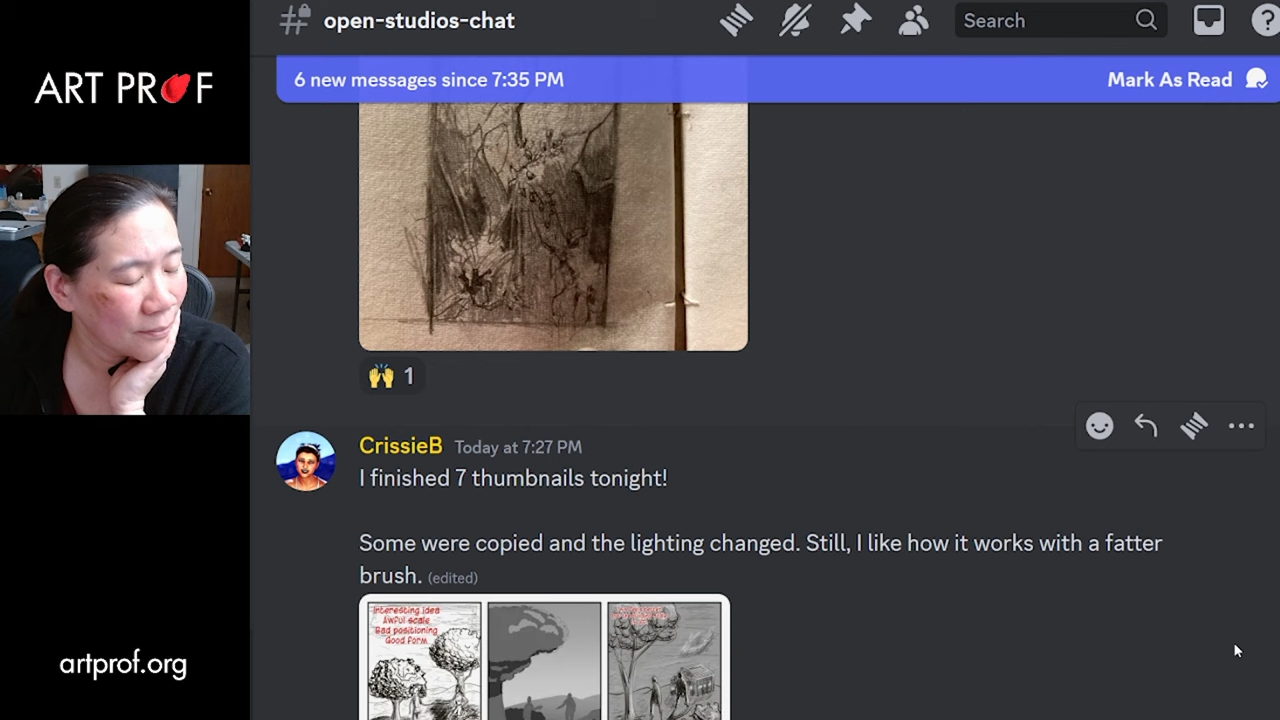 ART PROF
artprof.org
open-studios-chat
Search
6 new messages since 7:35 PM
Mark As Read
1
CrissieB Today at 7:27 PM
I finished 7 thumbnails tonight!
Some were copied and the lighting changed. Still, I like how it works with a fatter
brush. (edited)
Interesting idea
Awful scale
Bad positioning
Good form